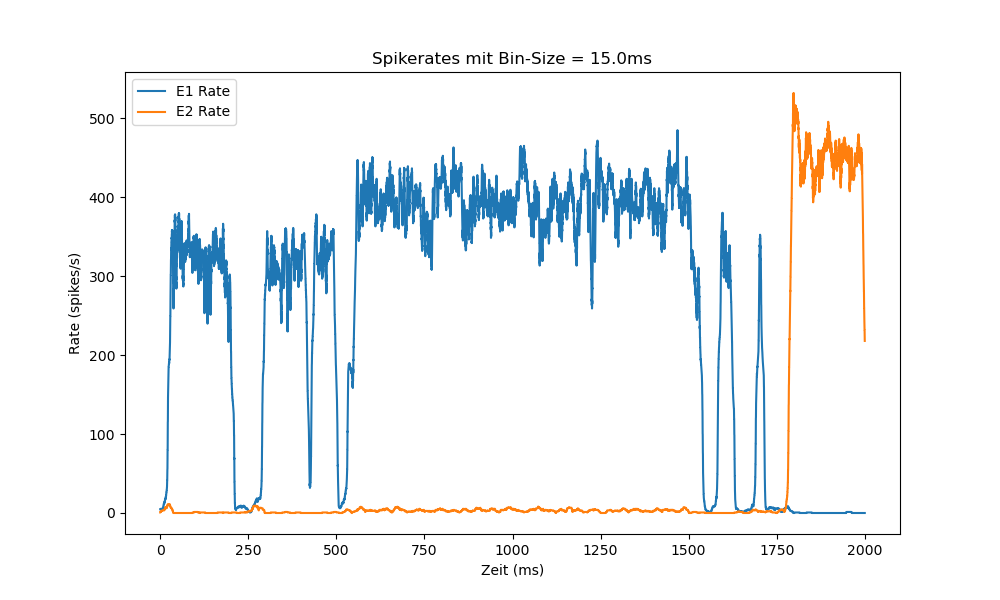 Spikerates mit Bin-Size = 15.0ms
E1 Rate
E2 Rate
500
400
300
200
100
0
Rate (spikes/s)
0 250 500 750 1000 1250 1500 1750 2000
Zeit (ms)